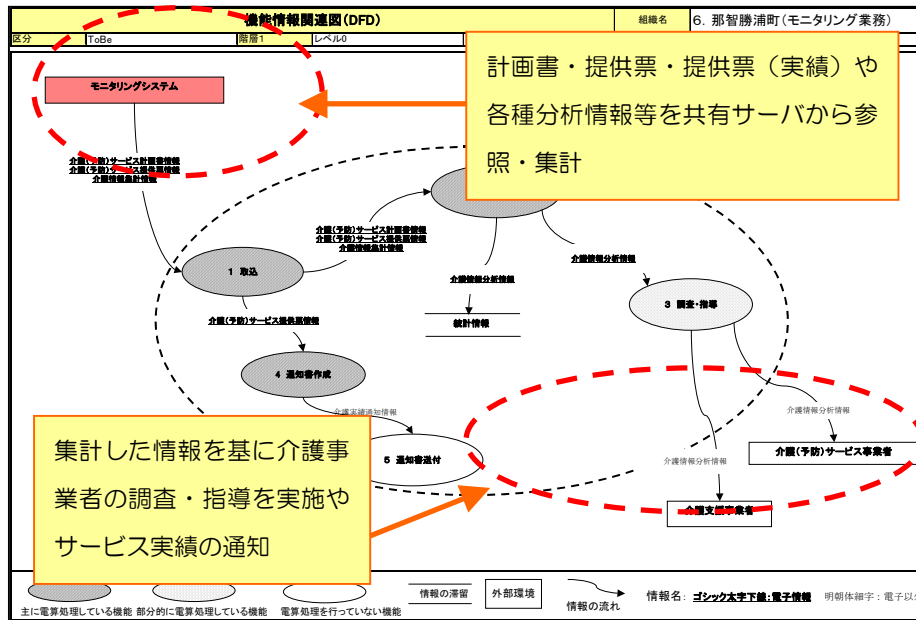 機能情報関連図(DFD)
組織名
6. 那智勝浦町(モニタリング業務)
区分
ToBe
階層1
レベル0
計画書・提供票・提供票（実績）や
各種分析情報等を共有サーバから参
照・集計
モニタリングシステム
介護(予防)サービス計画書情報
介護(予防)サービス提供票情報
介護情報集計情報
介護(予防)サービス計画書情報
介護(予防)サービス提供票情報
介護情報集計情報
1 取込
介護情報分析情報
介護情報分析情報
3 調査・指導
介護(予防)サービス提供票情報
統計情報
4 通知書作成
介護実績通知情報
介護情報分析情報
集計した情報を基に介護事
業者の調査・指導を実施や
サービス実績の通知
5 通知書送付
介護情報分析情報
介護(予防)サービス事業者
介護支援事業者
主に電算処理している機能
部分的に電算処理している機能
電算処理を行っていない機能
情報の滞留
外部環境
情報の流れ
情報名:
ゴシック太字下線:電子情報
明朝体細字：電子以